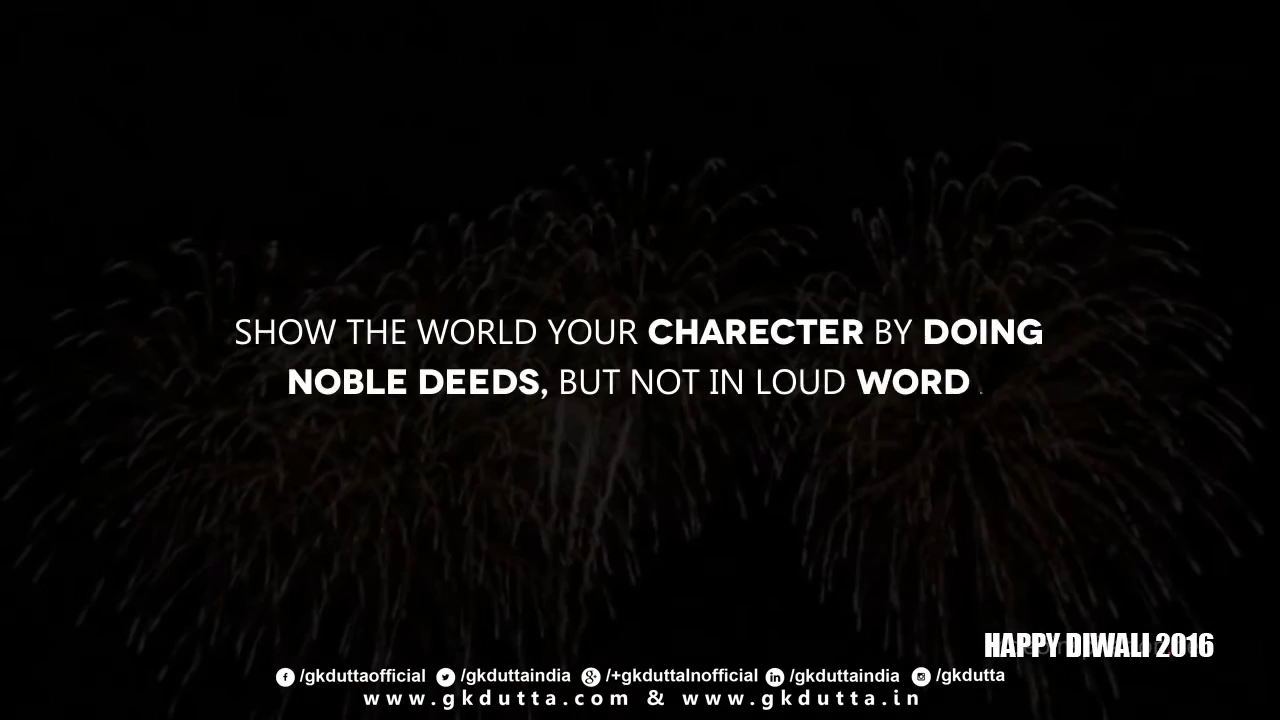 SHOW THE WORLD YOUR CHARECTER BY DOING
NOBLE DEEDS, BUT NOT IN LOUD WORD .
HAPPY DIWALI 2016
/gkduttaofficial /gkduttaindia /+gkduttaInofficial /gkduttaindia /gkdutta
www.gkdutta.com & www.gkdutta.in